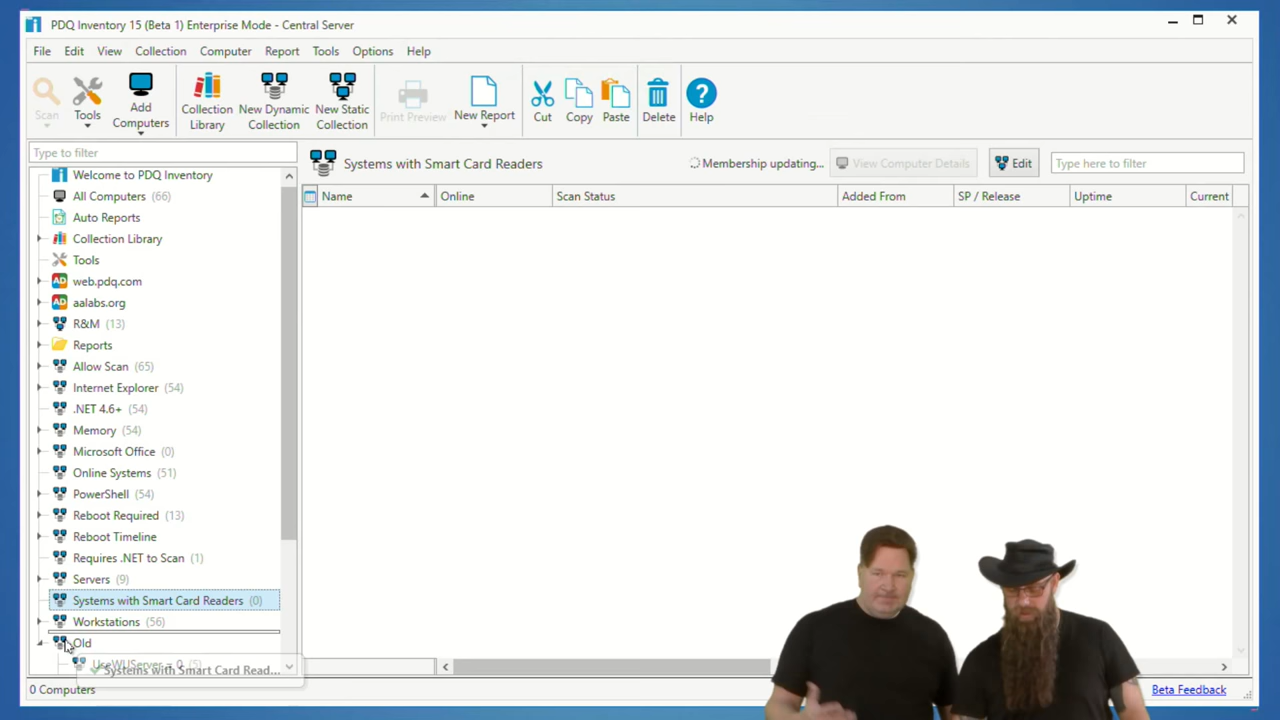 PDQ Inventory 15 (Beta 1) Enterprise Mode - Central Server
File Edit View Collection Computer Report Tools Options Help
Scan
Tools
Add Computers
Collection Library
New Dynamic Collection
New Static Collection
Print Preview
New Report
Cut
Copy
Paste
Delete
Help
Type to filter
Welcome to PDQ Inventory
All Computers (66)
Auto Reports
Collection Library
Tools
AD web.pdq.com
AD aalabs.org
R&M (13)
Reports
Allow Scan (65)
Internet Explorer (54)
.NET 4.6+ (54)
Memory (54)
Microsoft Office (0)
Online Systems (51)
PowerShell (54)
Reboot Required (13)
Reboot Timeline
Requires .NET to Scan (1)
Servers (9)
Systems with Smart Card Readers (0)
Workstations (56)
Old
UseWUServer = 0 (5)
Systems with Smart Card Read...
Systems with Smart Card Readers
Membership updating...
View Computer Details
Edit
Type here to filter
Name Online Scan Status Added From SP / Release Uptime Current
0 Computers
Beta Feedback